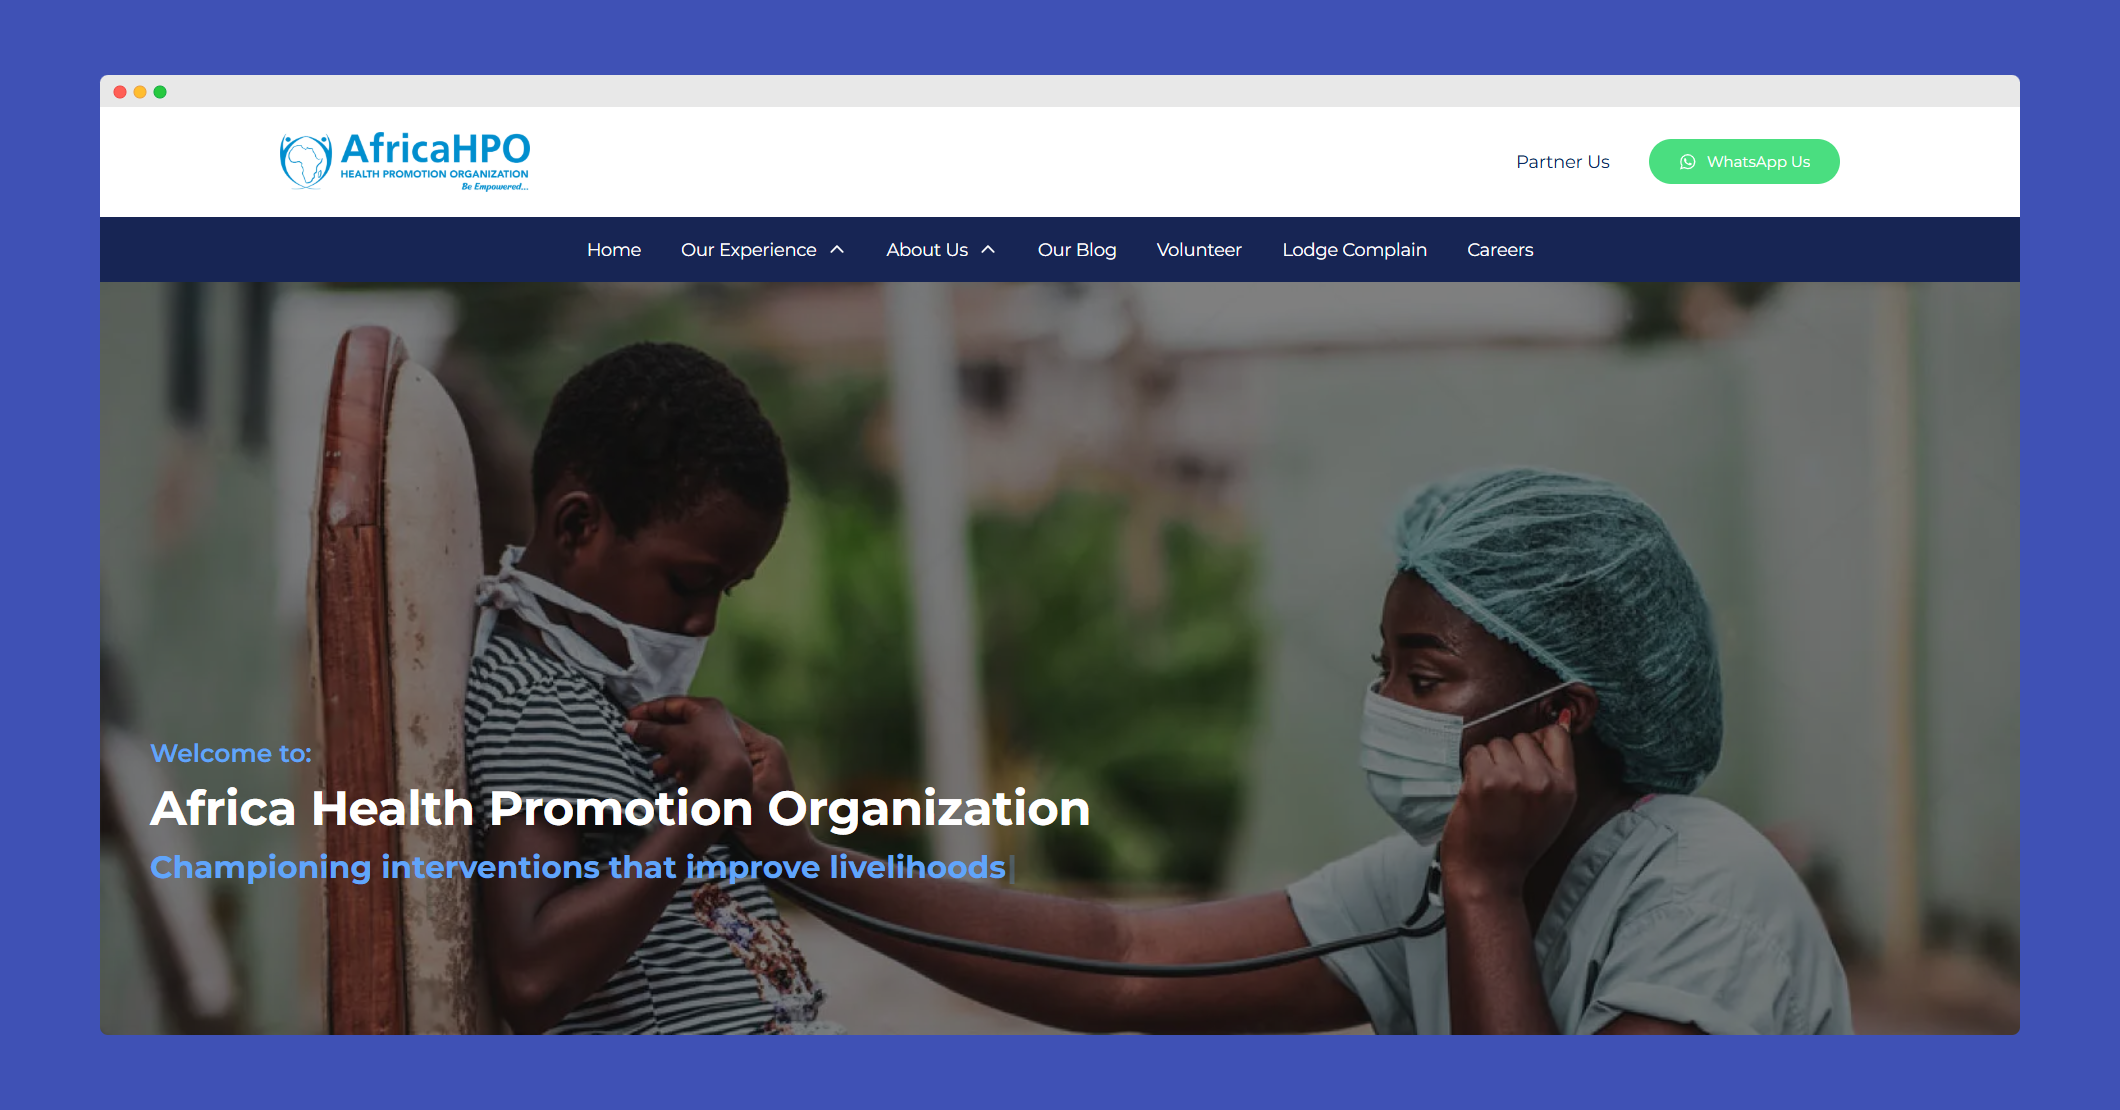 AfricaHPO
HEALTH PROMOTION ORGANIZATION
Be Empowered...
Partner Us
WhatsApp Us
Home Our Experience About Us Our Blog Volunteer Lodge Complain Careers
Welcome to:
Africa Health Promotion Organization
Championing interventions that improve livelihoods|